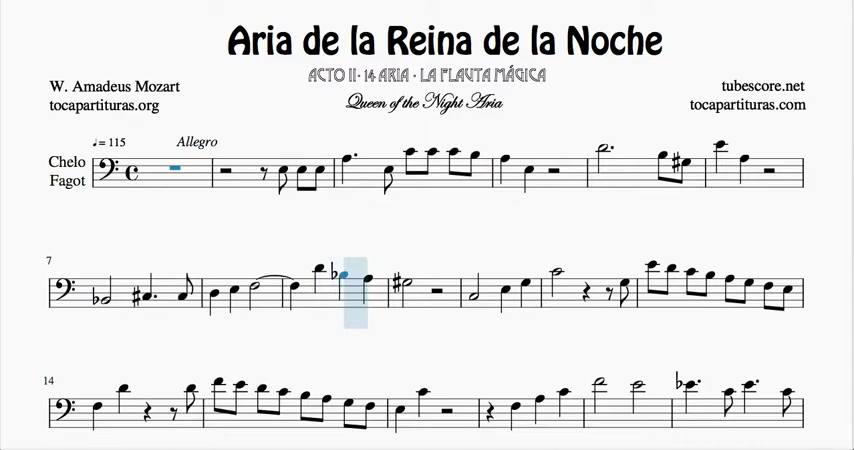 Aria de la Reina de la Noche
ACTO II · 14 ARIA · LA FLAUTA MÁGICA
W. Amadeus Mozart
tubescore.net
tocapartituras.org
Queen of the Night Aria
tocapartituras.com
♩ = 115
Allegro
Chelo
Fagot
7
14